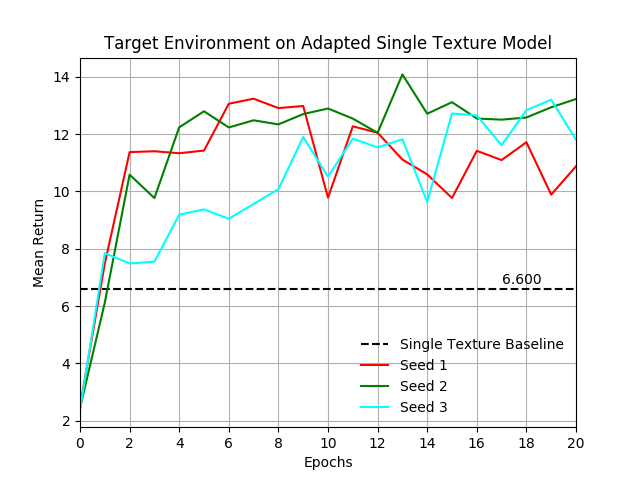 Target Environment on Adapted Single Texture Model
14
12
10
8
6
4
2
Mean Return
6.600
Single Texture Baseline
Seed 1
Seed 2
Seed 3
0 2 4 6 8 10 12 14 16 18 20
Epochs